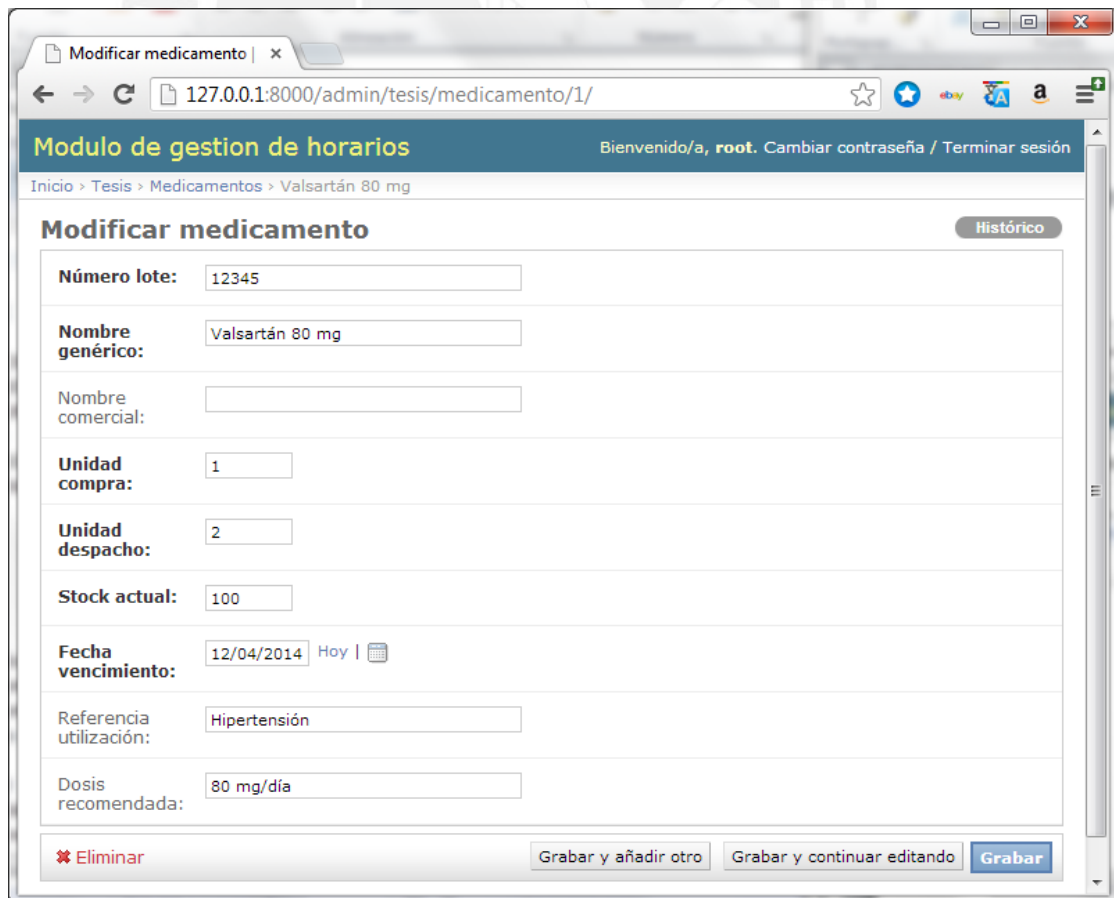 Modificar medicamento |
127.0.0.1:8000/admin/tesis/medicamento/1/
ebay
a
Modulo de gestion de horarios
Bienvenido/a, root. Cambiar contraseña / Terminar sesión
Inicio › Tesis › Medicamentos › Valsartán 80 mg
Modificar medicamento
Histórico
Número lote: 12345
Nombre
genérico: Valsartán 80 mg
Nombre
comercial:
Unidad
compra: 1
Unidad
despacho: 2
Stock actual: 100
Fecha
vencimiento: 12/04/2014 Hoy |
Referencia
utilización: Hipertensión
Dosis
recomendada: 80 mg/día
Eliminar
Grabar y añadir otro
Grabar y continuar editando
Grabar